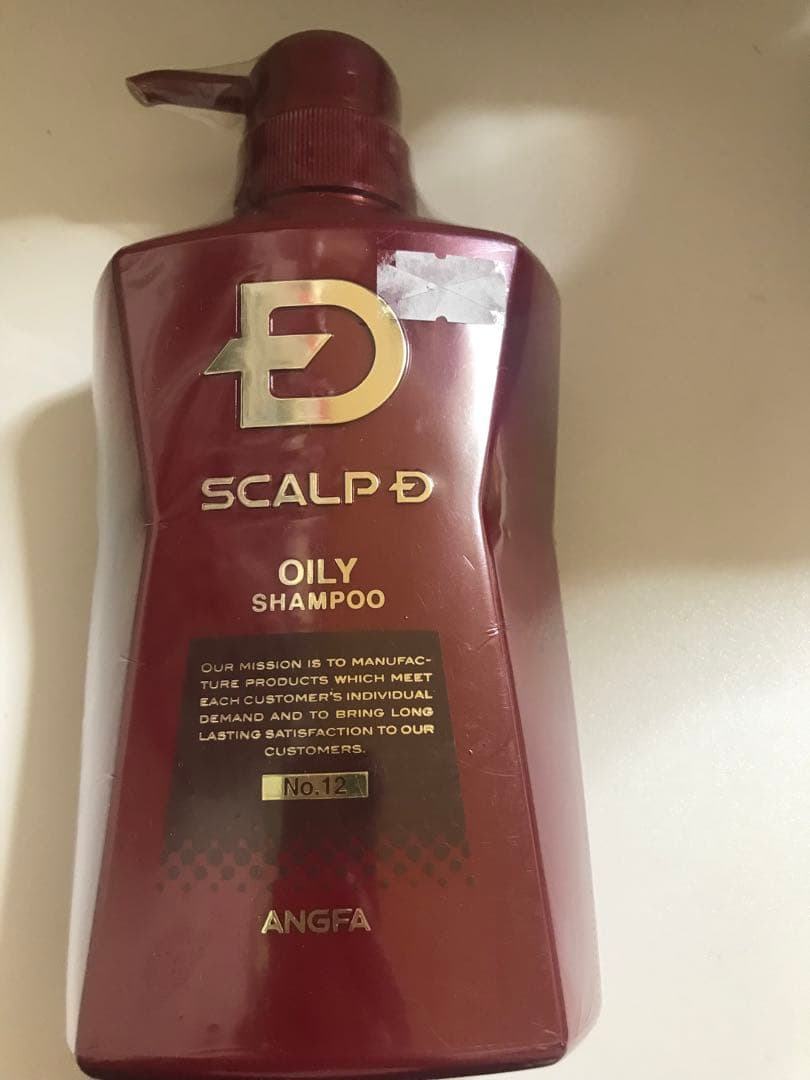 SCALP D
OILY
SHAMPOO
OUR MISSION IS TO MANUFAC-
TURE PRODUCTS WHICH MEET
EACH CUSTOMER'S INDIVIDUAL
DEMAND AND TO BRING LONG
LASTING SATISFACTION TO OUR
CUSTOMERS.
No.12
ANGFA